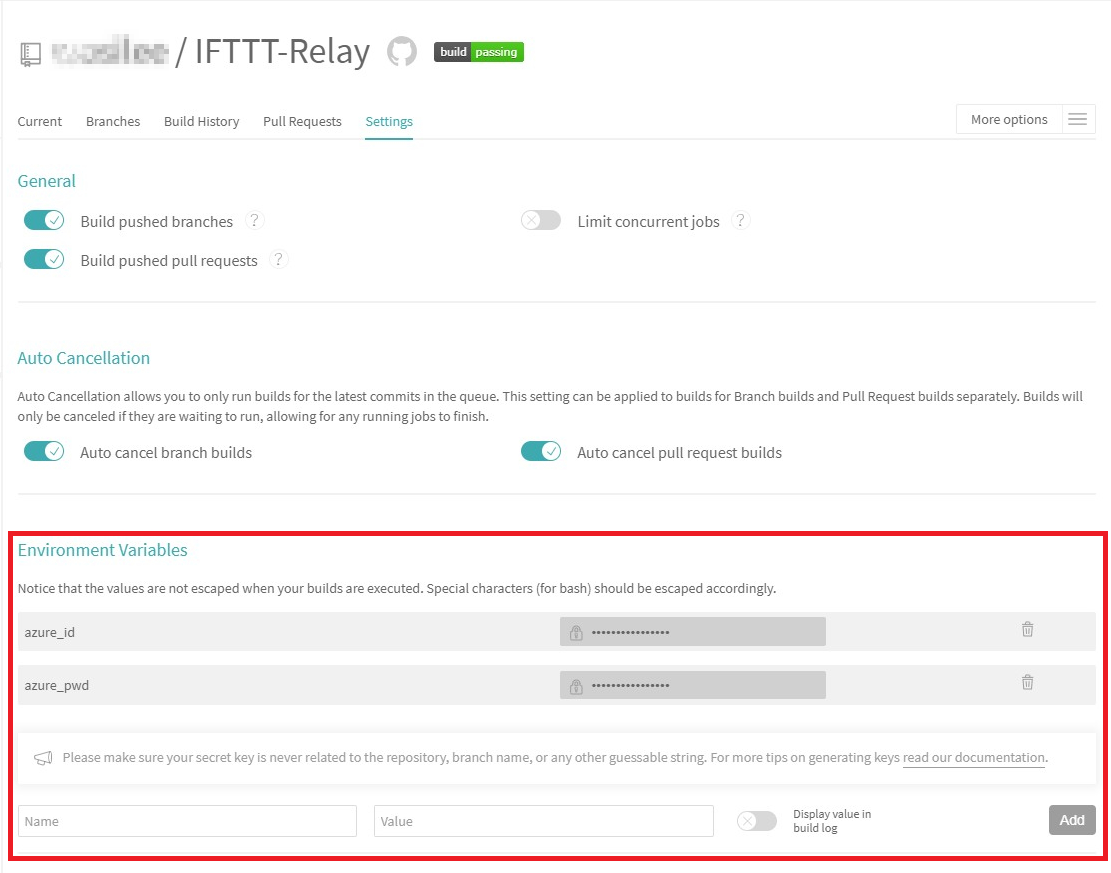 / IFTTT-Relay build passing
Current Branches Build History Pull Requests Settings More options
General
Build pushed branches ? Limit concurrent jobs ?
Build pushed pull requests ?
Auto Cancellation
Auto Cancellation allows you to only run builds for the latest commits in the queue. This setting can be applied to builds for Branch builds and Pull Request builds separately. Builds will
only be canceled if they are waiting to run, allowing for any running jobs to finish.
Auto cancel branch builds Auto cancel pull request builds
Environment Variables
Notice that the values are not escaped when your builds are executed. Special characters (for bash) should be escaped accordingly.
azure_id ••••••••••••••••
azure_pwd ••••••••••••••••
Please make sure your secret key is never related to the repository, branch name, or any other guessable string. For more tips on generating keys read our documentation.
Name Value Display value in
build log Add